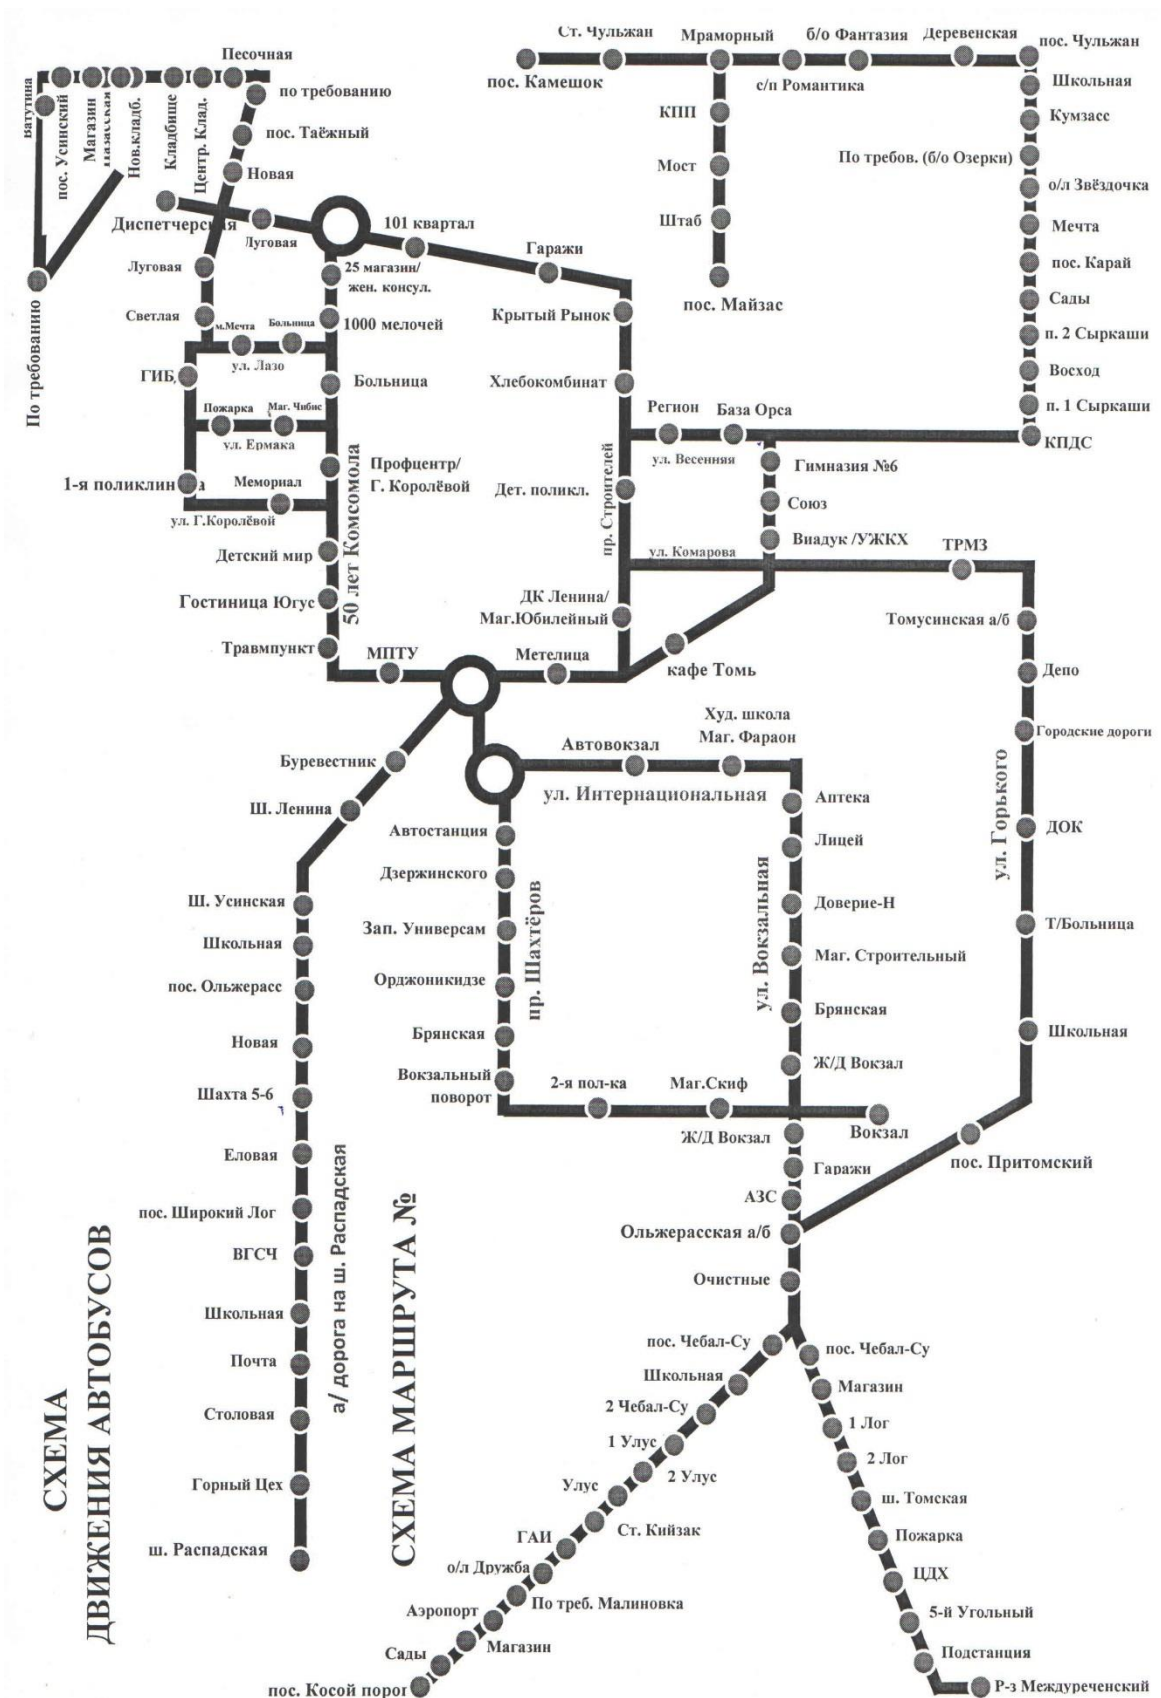 Ст. Чульжан
Мраморный
б/о Фантазия
Деревенская
пос. Чульжан
пос. Камешок
с/п Романтика
Школьная
КПП
Кумзасс
Мост
По требов. (б/о Озерки)
о/л Звёздочка
Штаб
Мечта
пос. Майзас
пос. Карай
Сады
п. 2 Сыркаши
Восход
п. 1 Сыркаши
КПДС
Песочная
по требованию
Ватутина
пос. Усинский
Магазин
Нов.кладб.
Кладбище
Центр. Клад.
пос. Таёжный
Новая
Диспетчерская
Луговая
101 квартал
Гаражи
По требованию
Луговая
25 магазин/
жен. консул.
Светлая
м.Мечта
Больница
1000 мелочей
Крытый Рынок
ул. Лазо
ГИБ
Больница
Хлебокомбинат
Пожарка
Маг. Чибис
ул. Ермака
Регион
База Орса
ул. Весенняя
1-я поликлиника
Мемориал
Профцентр/
Г. Королёвой
Дет. поликл.
Гимназия №6
Союз
ул. Г.Королёвой
50 лет Комсомола
пр. Строителей
Виадук /УЖКХ
Детский мир
ул. Комарова
ТРМЗ
Гостиница Югус
ДК Ленина/
Маг.Юбилейный
Томусинская а/б
Травмпункт
МПТУ
Метелица
кафе Томь
Депо
Худ. школа
Маг. Фараон
Городские дороги
Буревестник
Автовокзал
ул. Интернациональная
Аптека
Ш. Ленина
Автостанция
Лицей
ДОК
ул. Горького
Дзержинского
Ш. Усинская
Доверие-Н
Зап. Универсам
пр. Шахтёров
ул. Вокзальная
Т/Больница
Школьная
Маг. Строительный
пос. Ольжерасс
Орджоникидзе
Брянская
Новая
Брянская
Школьная
Ж/Д Вокзал
Вокзальный
поворот
2-я пол-ка
Маг.Скиф
Шахта 5-6
Вокзал
Ж/Д Вокзал
Еловая
Гаражи
пос. Притомский
АЗС
пос. Широкий Лог
Ольжерасская а/б
ВГСЧ
Очистные
Школьная
пос. Чебал-Су
пос. Чебал-Су
Почта
Школьная
Магазин
Столовая
2 Чебал-Су
1 Лог
1 Улус
2 Лог
Горный Цех
2 Улус
Улус
ш. Томская
Ст. Кийзак
Пожарка
ш. Распадская
ГАИ
о/л Дружба
ЦДХ
По треб. Малиновка
Аэропорт
5-й Угольный
Магазин
Сады
Подстанция
пос. Косой порог
Р-з Междуреченский
а/ дорога на ш. Распадская
СХЕМА МАРШРУТА №
СХЕМА
ДВИЖЕНИЯ АВТОБУСОВ